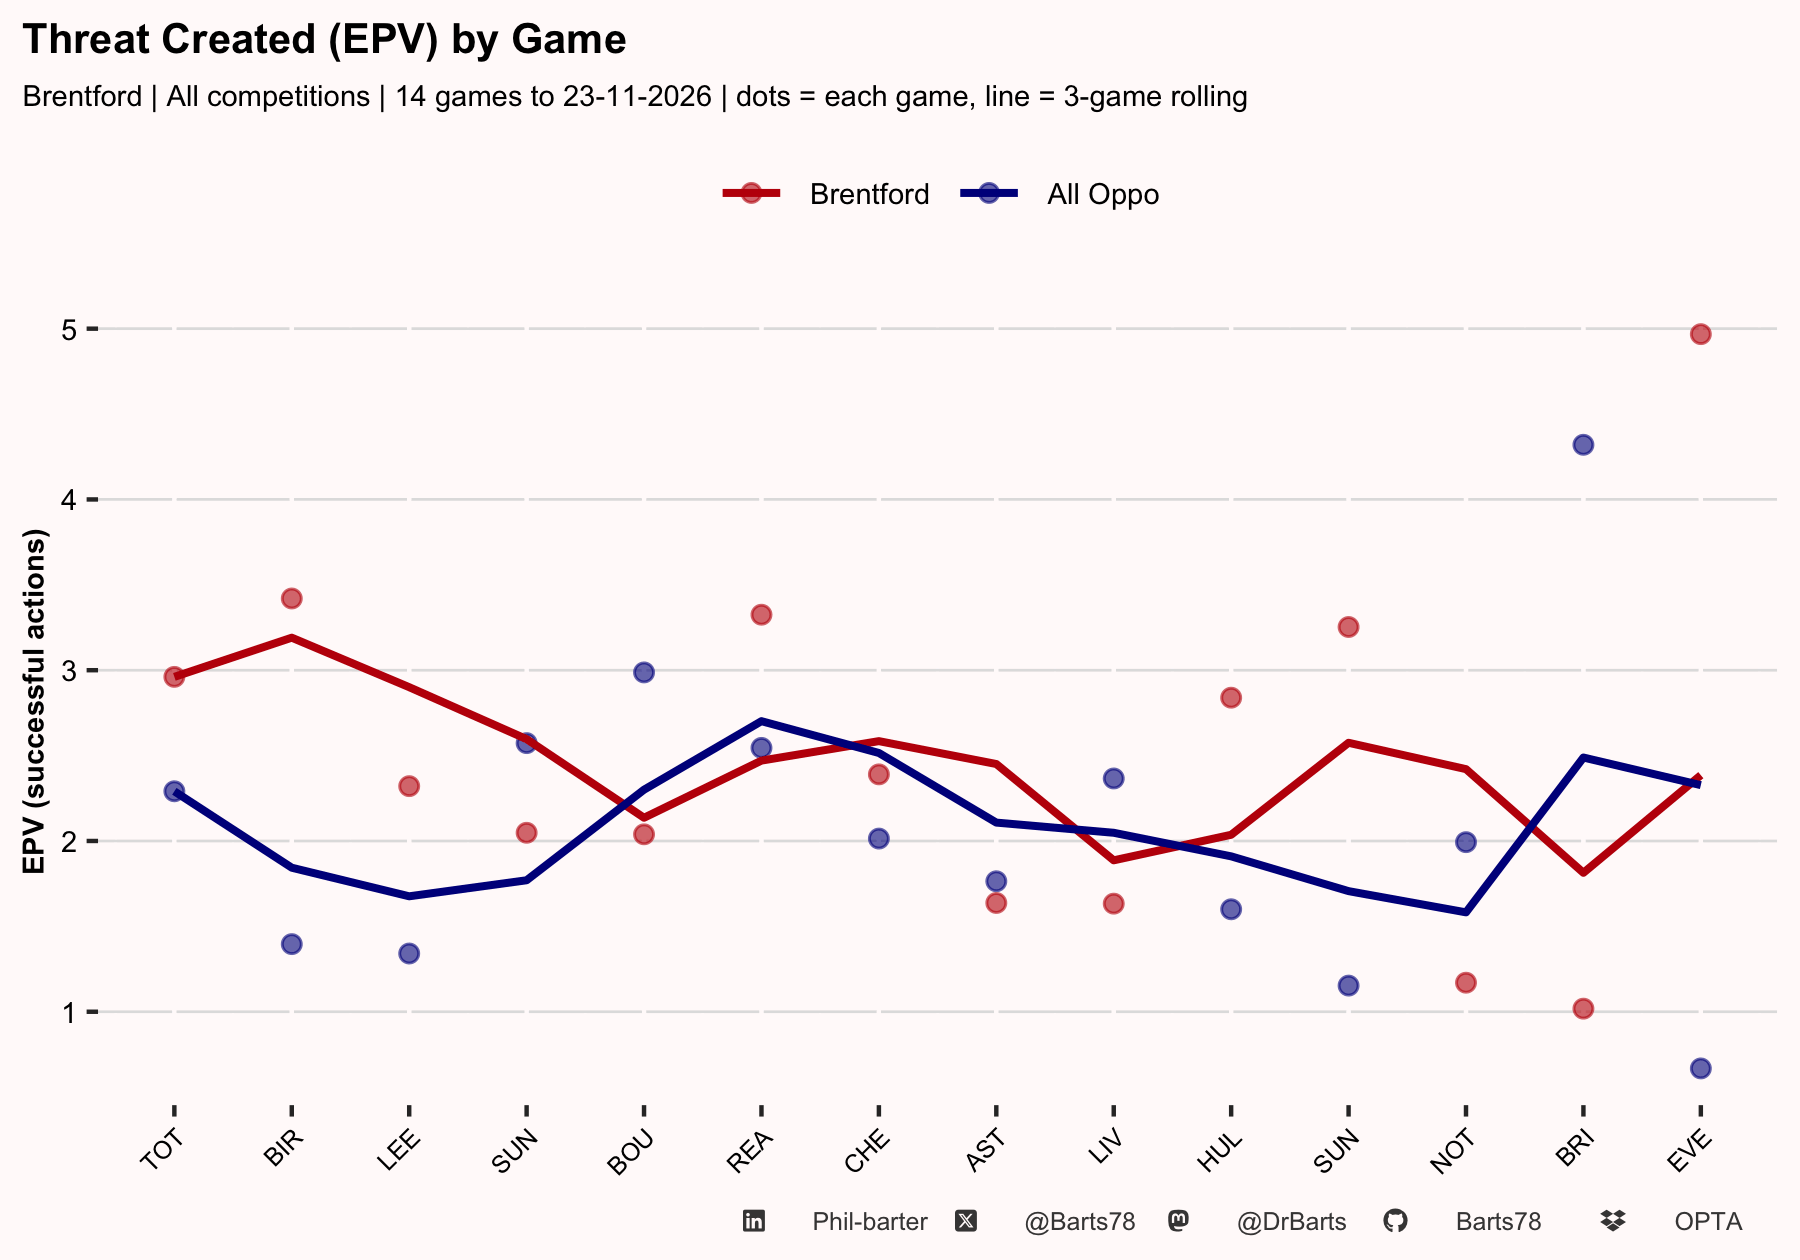 Threat Created (EPV) by Game
Brentford | All competitions | 14 games to 23-11-2026 | dots = each game, line = 3-game rolling
Brentford
All Oppo
EPV (successful actions)
5
4
3
2
1
TOT
BIR
LEE
SUN
BOU
REA
CHE
AST
LIV
HUL
SUN
NOT
BRI
EVE
Phil-barter @Barts78 @DrBarts Barts78 OPTA